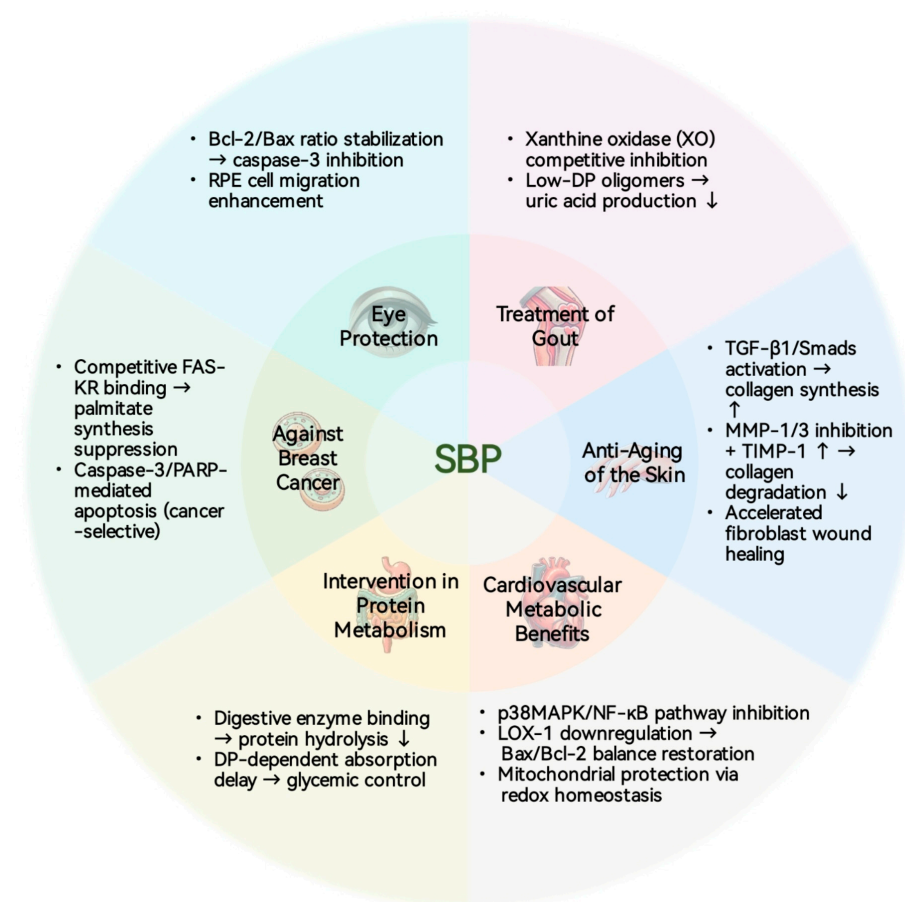 • Bcl-2/Bax ratio stabilization
→ caspase-3 inhibition
• RPE cell migration
enhancement
• Xanthine oxidase (XO)
competitive inhibition
• Low-DP oligomers →
uric acid production ↓
Eye
Protection
Treatment of
Gout
• TGF-β1/Smads
activation →
collagen synthesis
↑
• MMP-1/3 inhibition
+ TIMP-1 ↑ →
collagen
degradation ↓
• Accelerated
fibroblast wound
healing
• Competitive FAS-
KR binding →
palmitate
synthesis
suppression
• Caspase-3/PARP-
mediated
apoptosis (cancer
-selective)
Against
Breast
Cancer
SBP
Anti-Aging
of the Skin
Intervention in
Protein
Metabolism
Cardiovascular
Metabolic
Benefits
• Digestive enzyme binding
→ protein hydrolysis ↓
• DP-dependent absorption
delay → glycemic control
• p38MAPK/NF-κB pathway inhibition
• LOX-1 downregulation →
Bax/Bcl-2 balance restoration
• Mitochondrial protection via
redox homeostasis